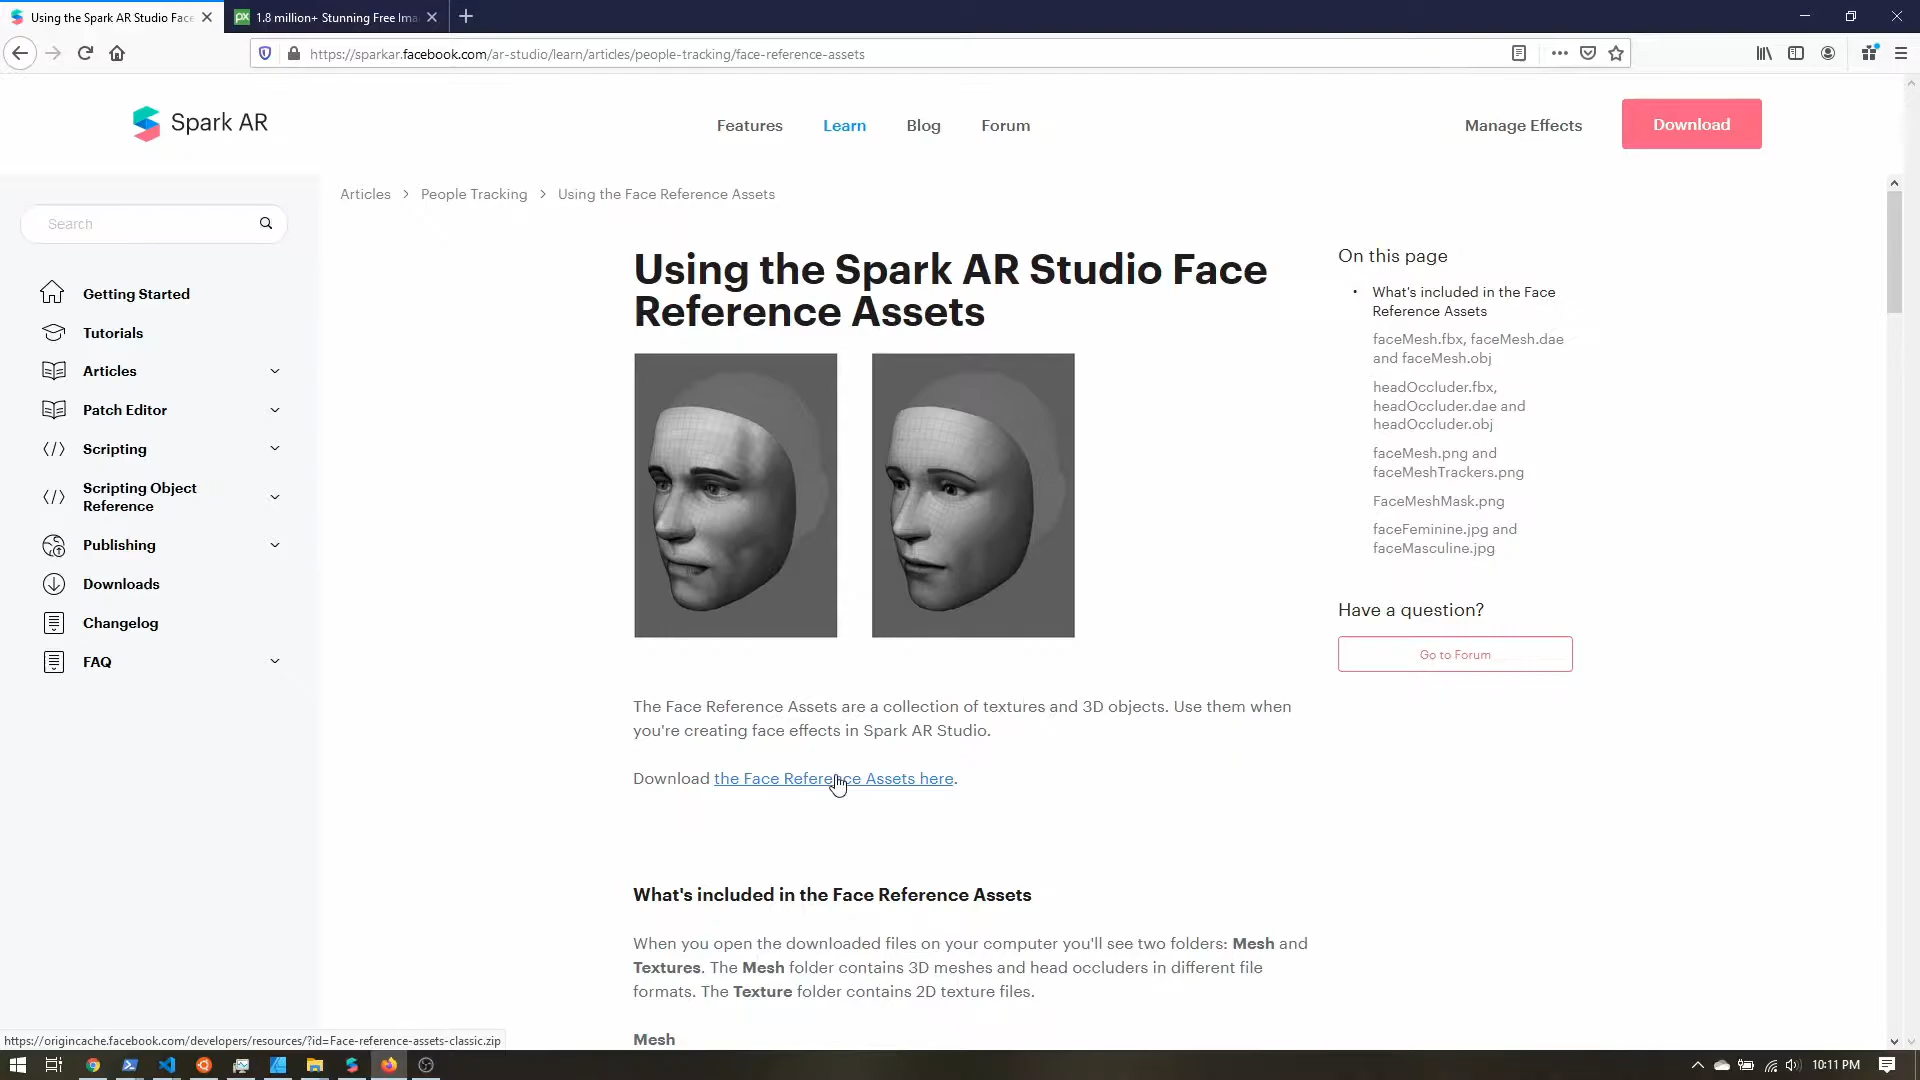 Using the Spark AR Studio Face
1.8 million+ Stunning Free Ima
https://sparkar.facebook.com/ar-studio/learn/articles/people-tracking/face-reference-assets
Spark AR
Features
Learn
Blog
Forum
Manage Effects
Download
Search
Getting Started
Tutorials
Articles
Patch Editor
Scripting
Scripting Object
Reference
Publishing
Downloads
Changelog
FAQ
Articles > People Tracking > Using the Face Reference Assets
Using the Spark AR Studio Face
Reference Assets
The Face Reference Assets are a collection of textures and 3D objects. Use them when
you're creating face effects in Spark AR Studio.
Download the Face Reference Assets here.
What's included in the Face Reference Assets
When you open the downloaded files on your computer you'll see two folders: Mesh and
Textures. The Mesh folder contains 3D meshes and head occluders in different file
formats. The Texture folder contains 2D texture files.
Mesh
On this page
• What's included in the Face
Reference Assets
faceMesh.fbx, faceMesh.dae
and faceMesh.obj
headOccluder.fbx,
headOccluder.dae and
headOccluder.obj
faceMesh.png and
faceMeshTrackers.png
FaceMeshMask.png
faceFeminine.jpg and
faceMasculine.jpg
Have a question?
Go to Forum
https://origincache.facebook.com/developers/resources/?id=Face-reference-assets-classic.zip
10:11 PM